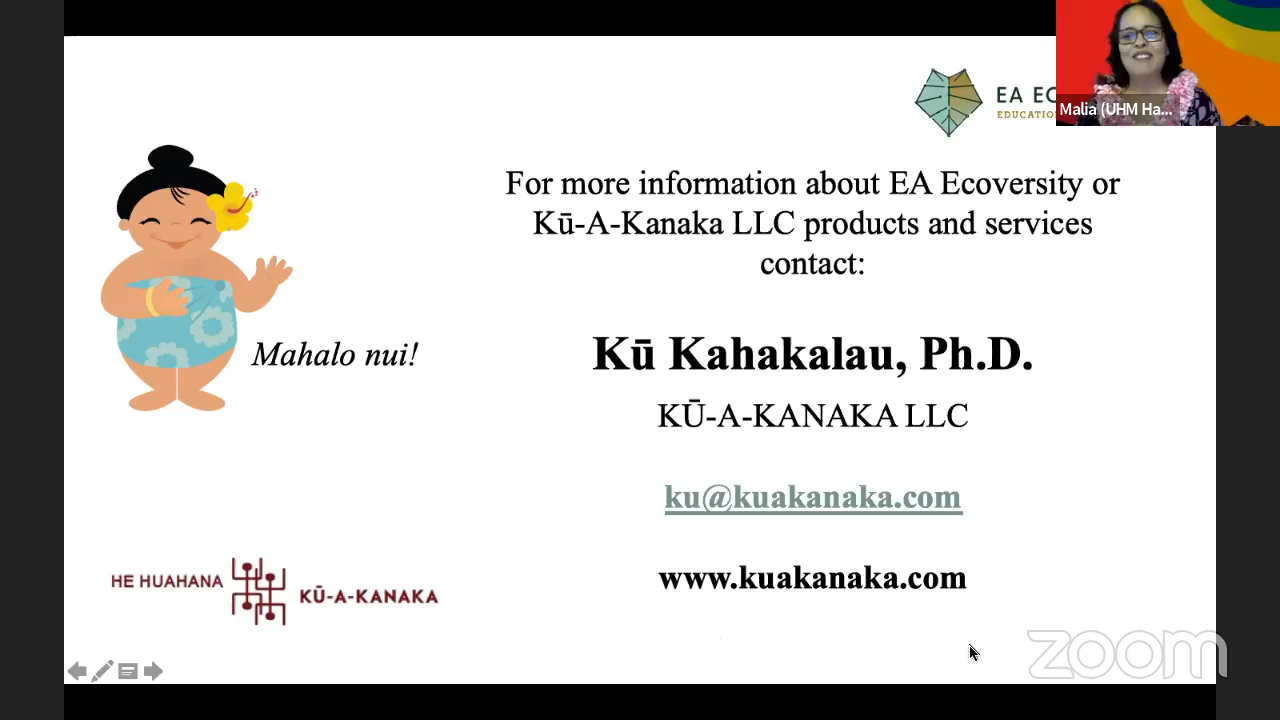 EA EC
EDUCATION
Malia (UHM Ha...
For more information about EA Ecoversity or
Kū-A-Kanaka LLC products and services
contact:
Mahalo nui!
Kū Kahakalau, Ph.D.
KŪ-A-KANAKA LLC
ku@kuakanaka.com
www.kuakanaka.com
HE HUAHANA
KŪ-A-KANAKA
zoom